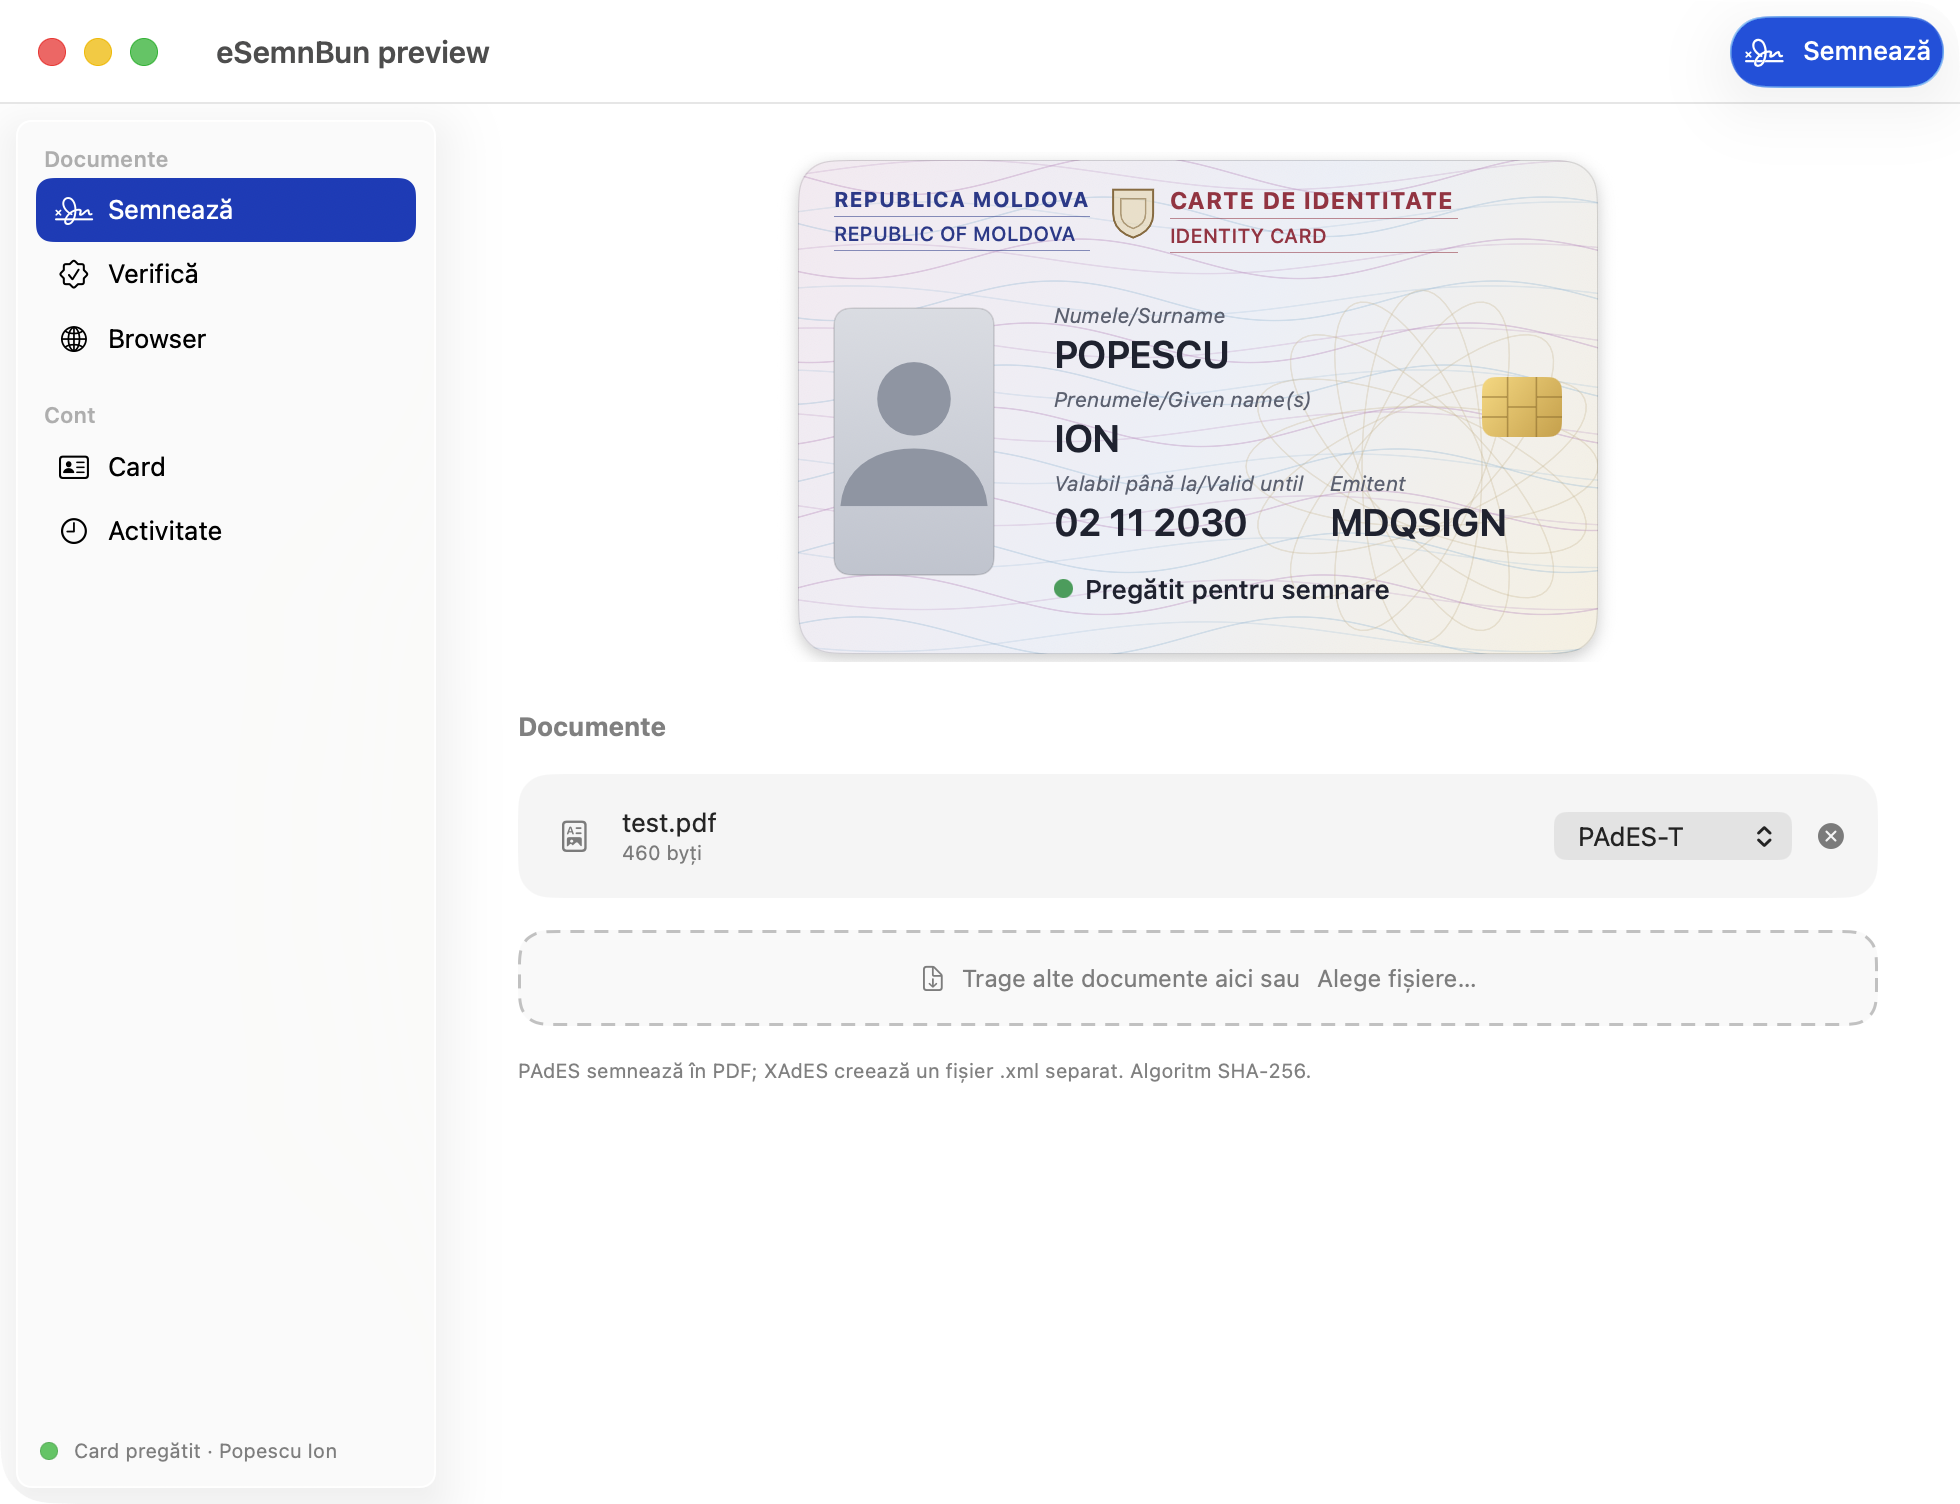 eSemnBun preview
Semnează
Documente
Semnează
Verifică
Browser
Cont
Card
Activitate
Card pregătit · Popescu Ion
REPUBLICA MOLDOVA
REPUBLIC OF MOLDOVA
CARTE DE IDENTITATE
IDENTITY CARD
Numele/Surname
POPESCU
Prenumele/Given name(s)
ION
Valabil până la/Valid until Emitent
02 11 2030 MDQSIGN
Pregătit pentru semnare
Documente
test.pdf
460 byți
PAdES-T
Trage alte documente aici sau Alege fișiere...
PAdES semnează în PDF; XAdES creează un fișier .xml separat. Algoritm SHA-256.